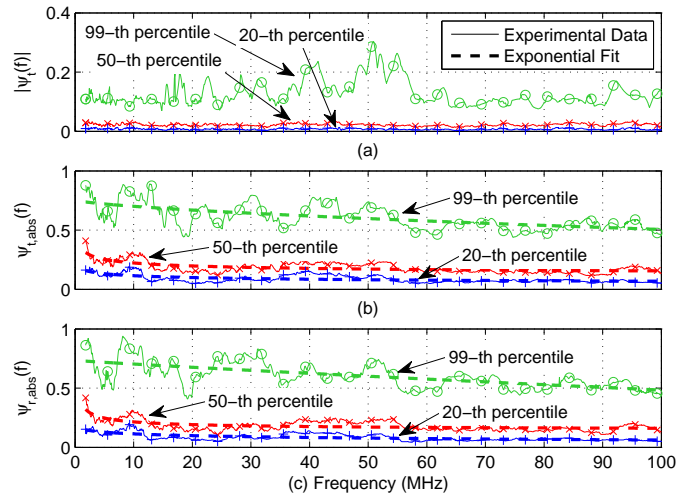 0.4
0.2
0
|ψt(f)|
99−th percentile
20−th percentile
50−th percentile
Experimental Data
Exponential Fit
(a)
1
0.5
0
ψt,abs(f)
99−th percentile
50−th percentile
20−th percentile
(b)
1
0.5
0
ψr,abs(f)
99−th percentile
50−th percentile
20−th percentile
0 10 20 30 40 50 60 70 80 90 100
(c) Frequency (MHz)